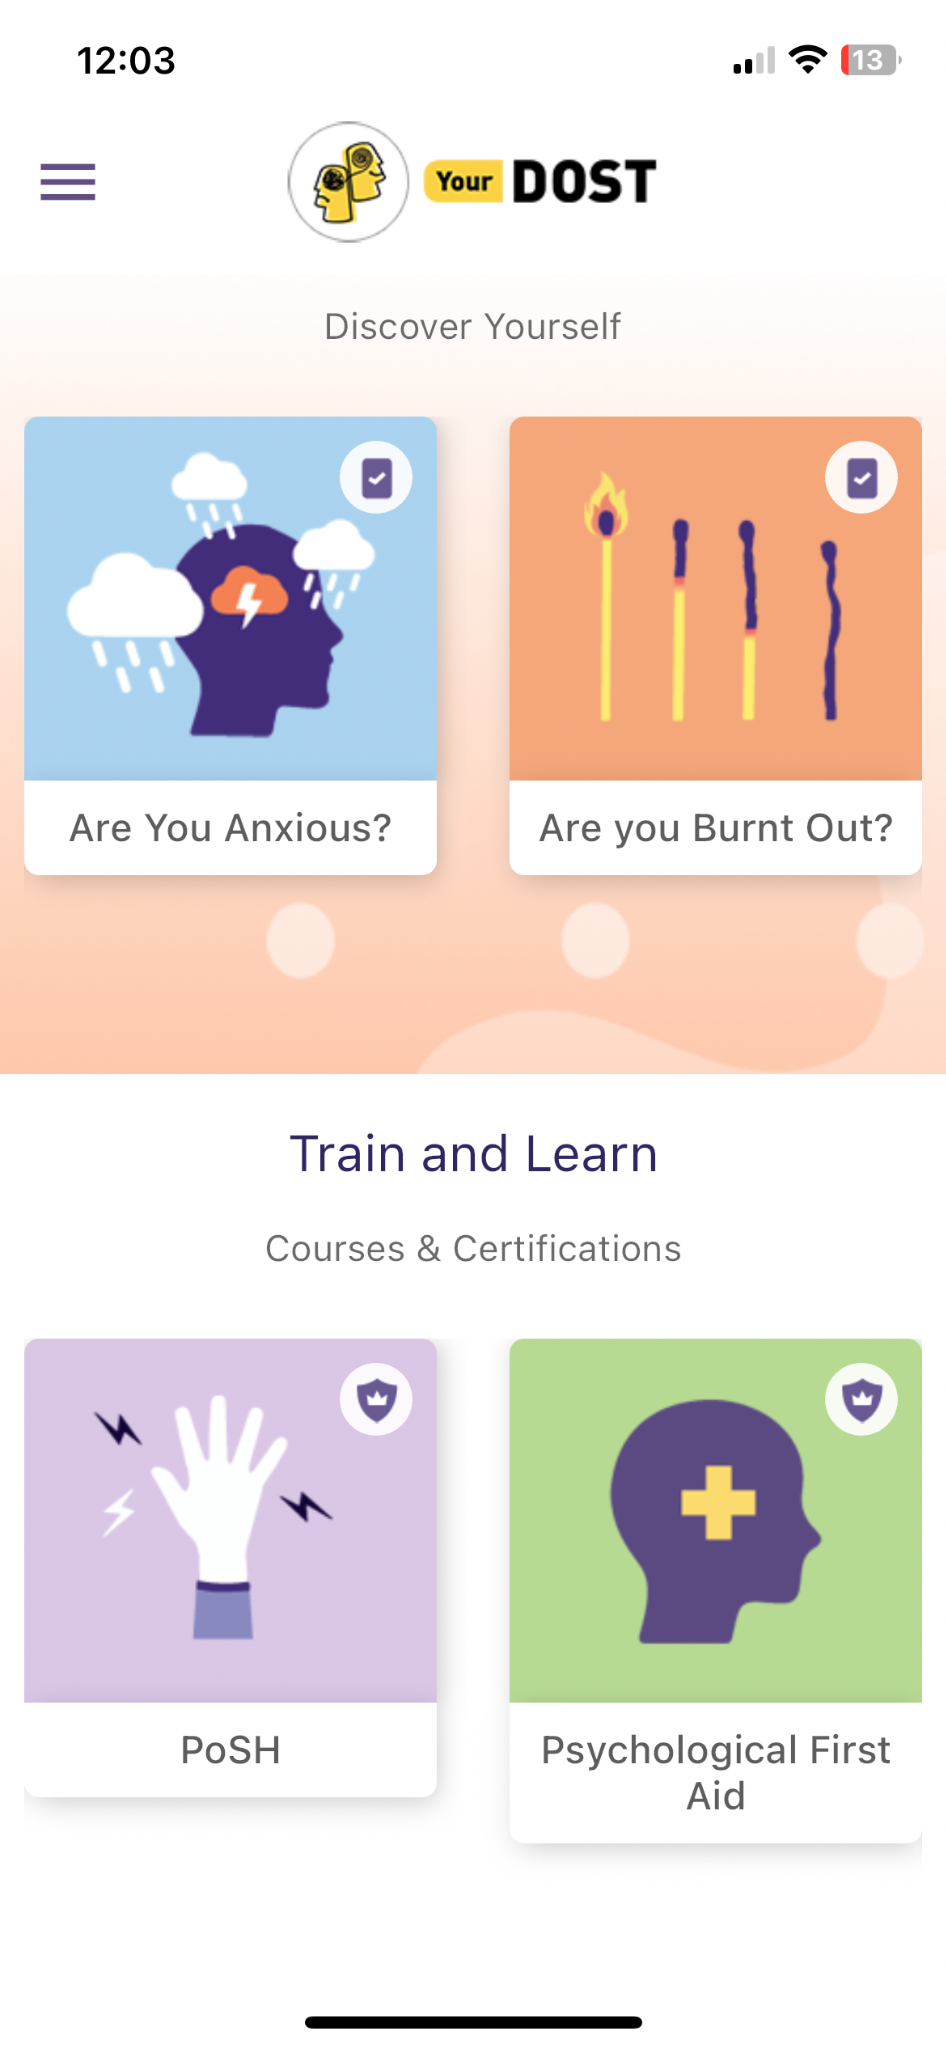 12:03
13
Your DOST
Discover Yourself
Are You Anxious?
Are you Burnt Out?
Train and Learn
Courses & Certifications
PoSH
Psychological First
Aid